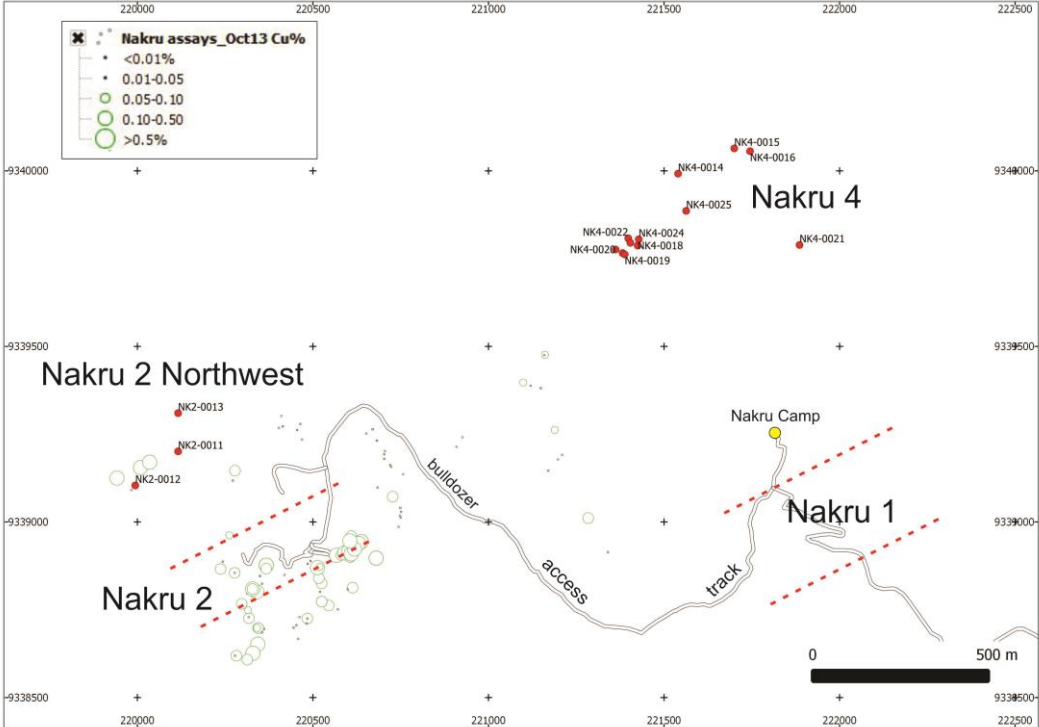 220000 220500 221000 221500 222000 222500
Nakru assays_Oct13 Cu%
<0.01%
0.01-0.05
0.05-0.10
0.10-0.50
>0.5%
NK4-0015
NK4-0016
9340000 9340000
NK4-0014
Nakru 4
NK4-0025
NK4-0022 NK4-0024
NK4-0021
NK4-0018
NK4-0020
NK4-0019
9339500 9339500
Nakru 2 Northwest
NK2-0013
Nakru Camp
NK2-0011
NK2-0012
bulldozer
Nakru 1
9339000 9339000
access
track
Nakru 2
0 500 m
9338500 9338500
220000 220500 221000 221500 222000 222500